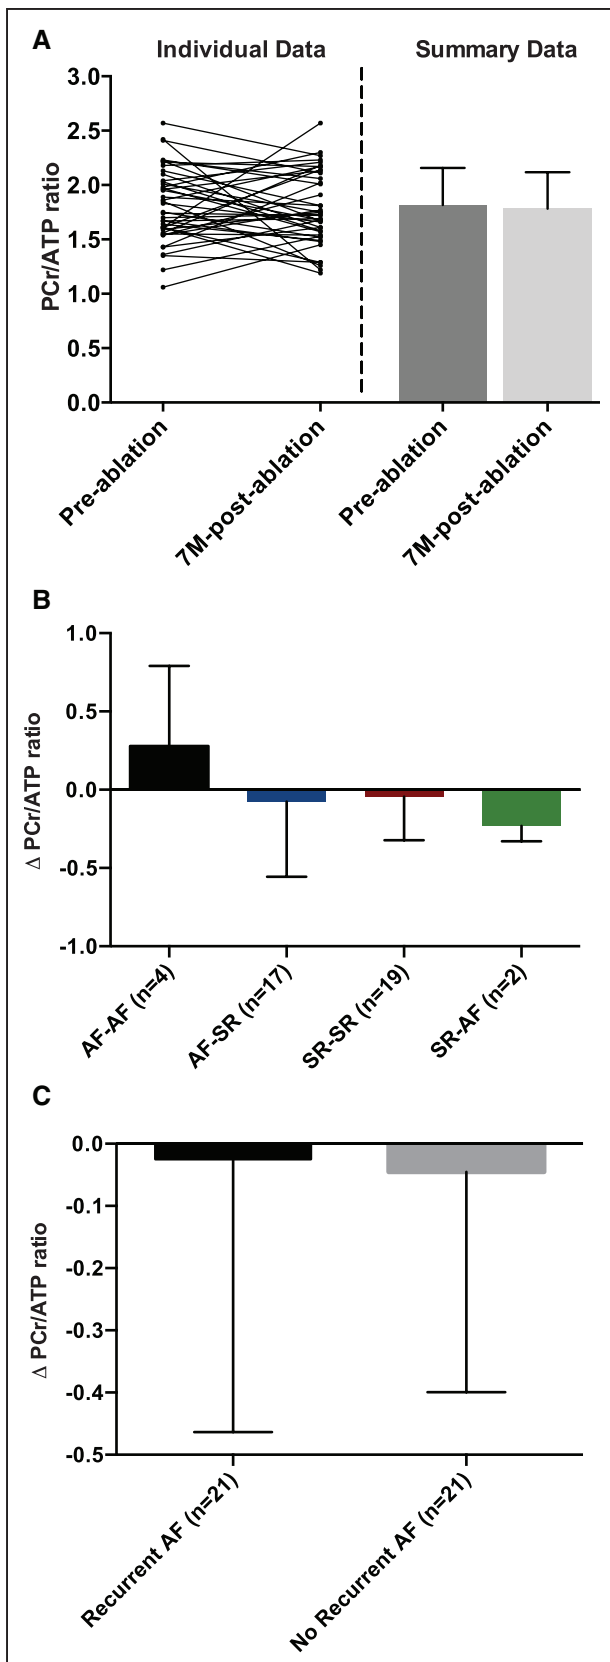 A
Individual Data
Summary Data
PCr/ATP ratio
3.0
2.5
2.0
1.5
1.0
0.5
0.0
Pre-ablation
7M-post-ablation
Pre-ablation
7M-post-ablation
B
Δ PCr/ATP ratio
1.0
0.5
0.0
-0.5
-1.0
AF-AF (n=4)
AF-SR (n=17)
SR-SR (n=19)
SR-AF (n=2)
C
Δ PCr/ATP ratio
0.0
-0.1
-0.2
-0.3
-0.4
-0.5
Recurrent AF (n=21)
No Recurrent AF (n=21)